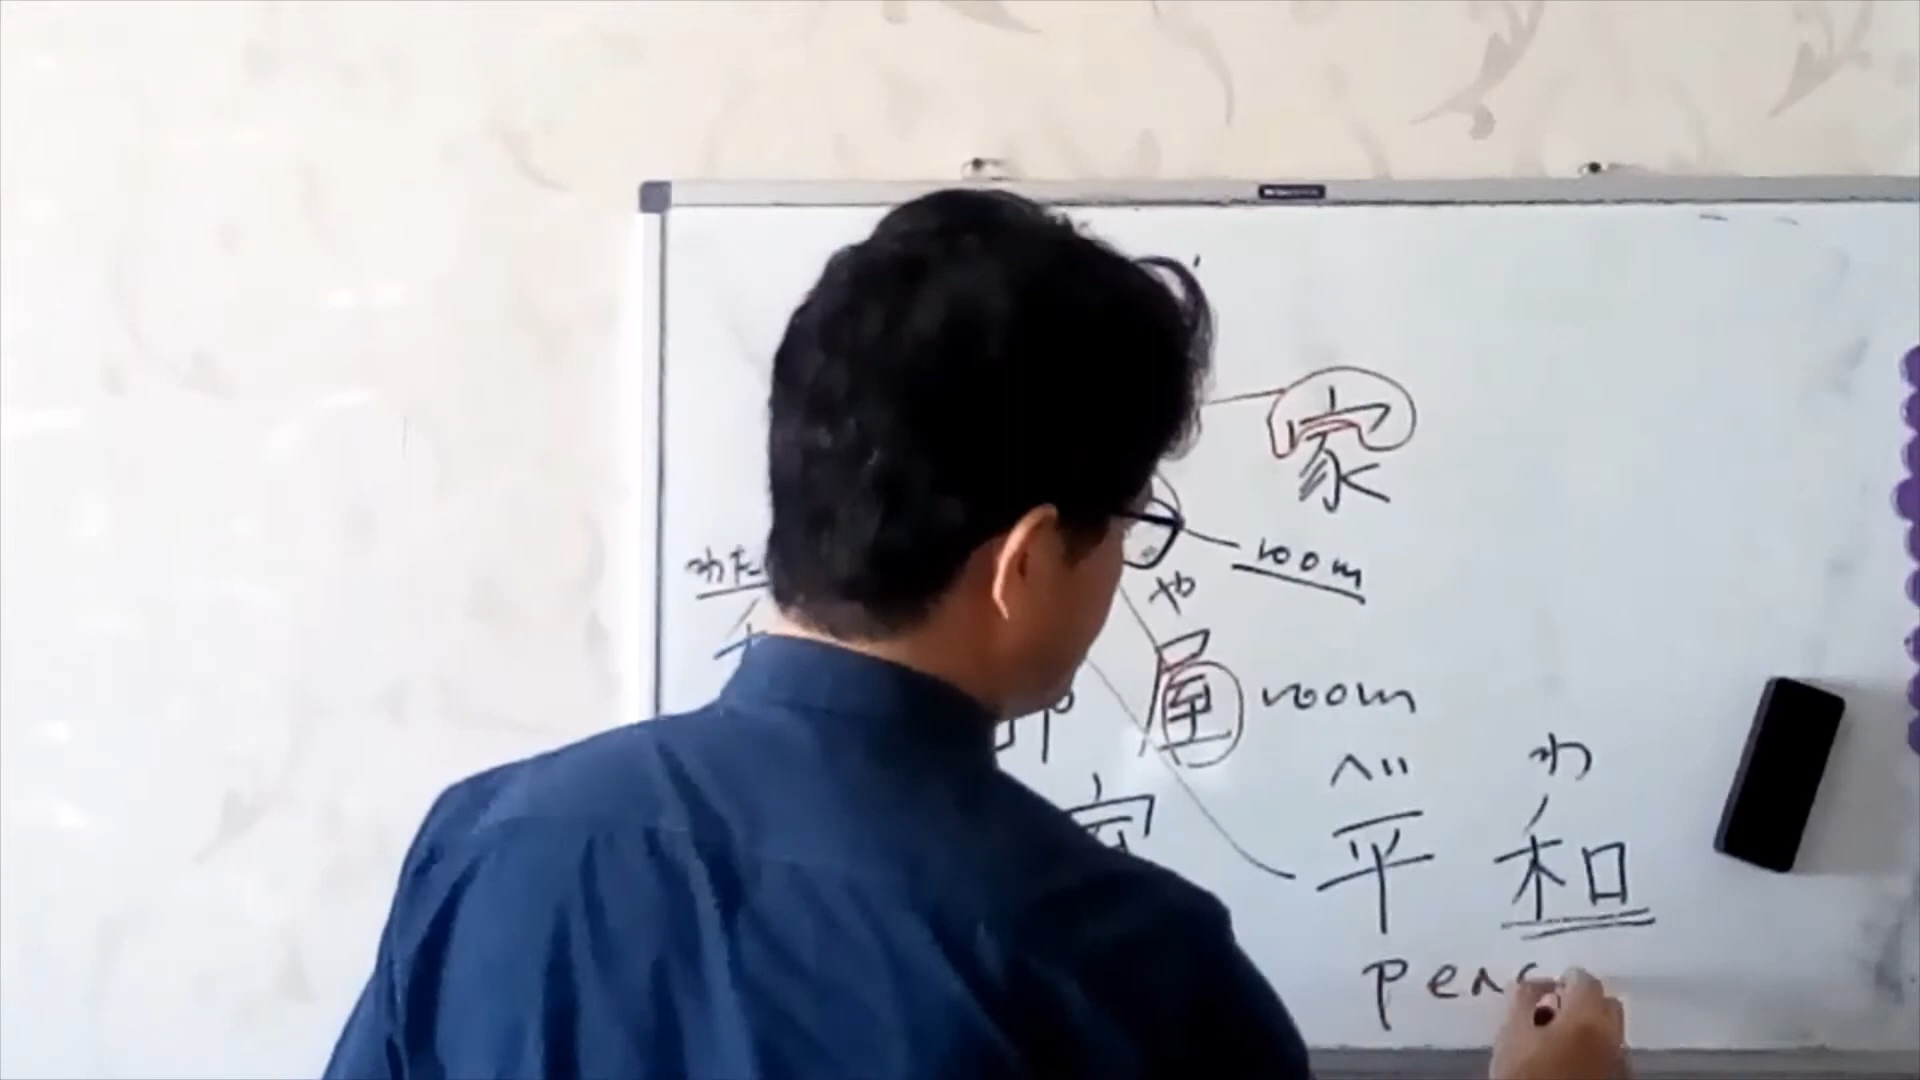 家
room
わた
や
屋 room
へい わ
平 和
peac